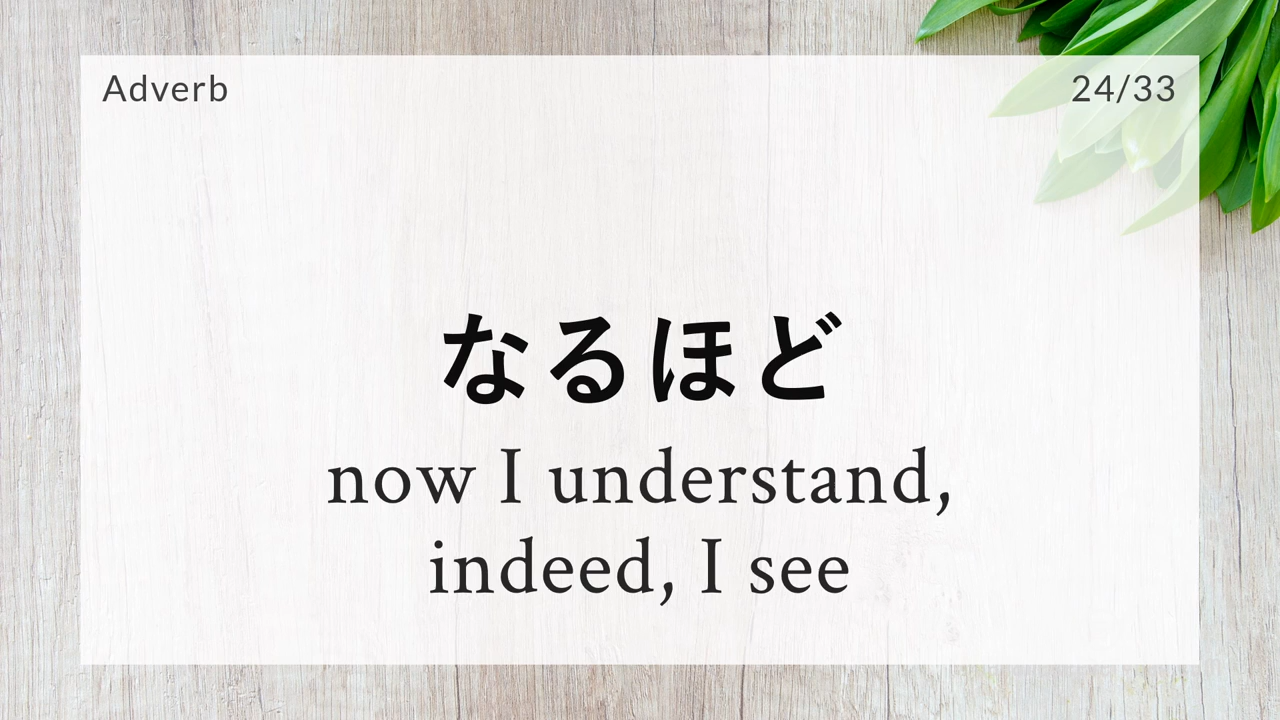 Adverb
24/33
なるほど
now I understand,
indeed, I see